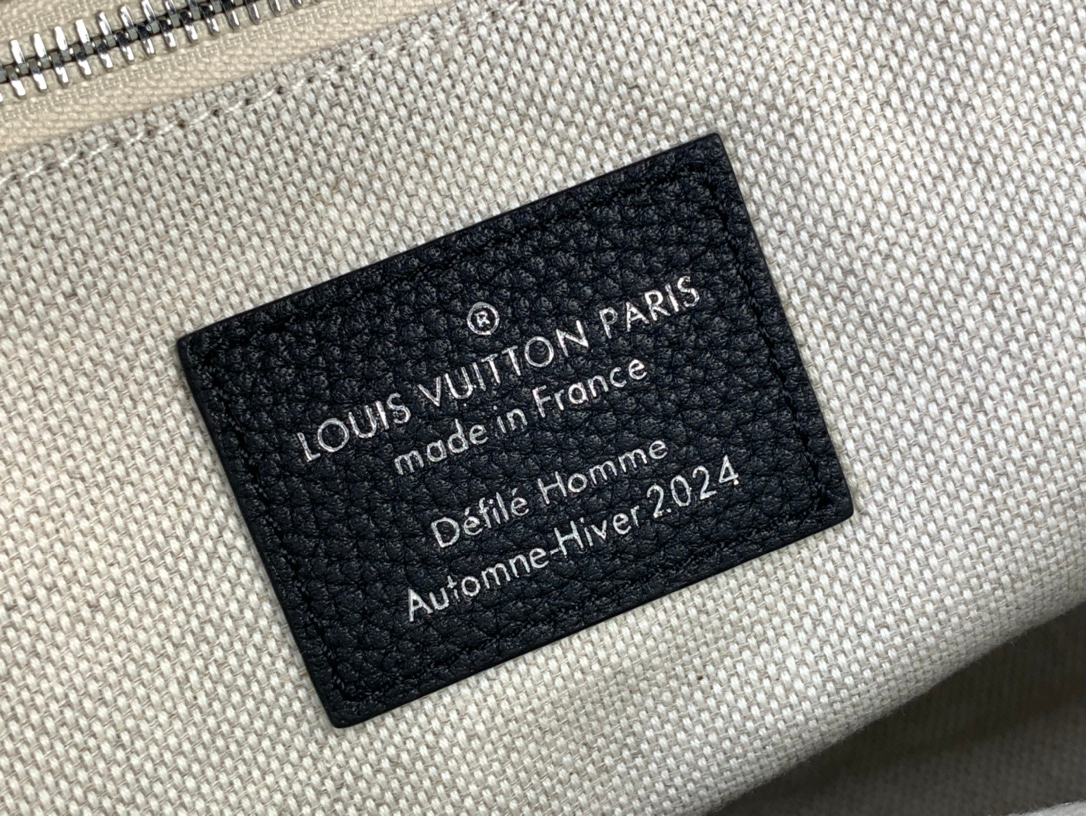 ®
LOUIS VUITTON PARIS
made in France
Défilé Homme
Automne-Hiver 2024